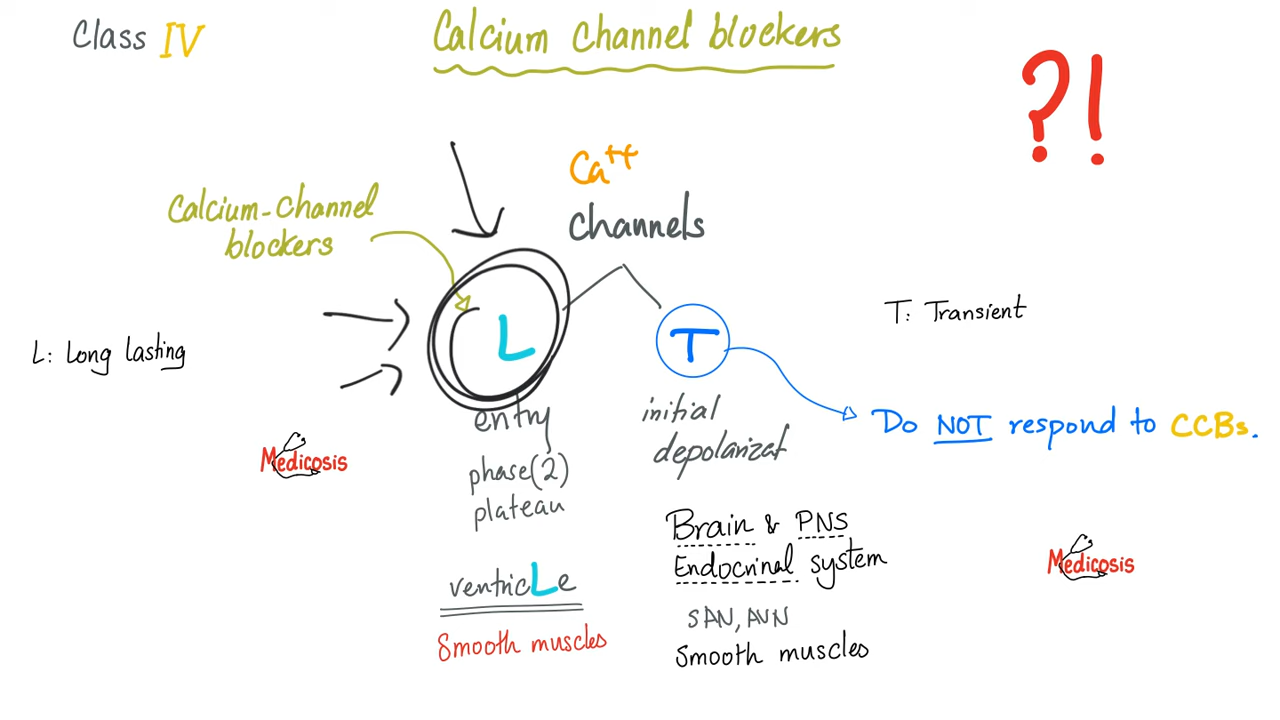 Class IV
Calcium Channel blockers
?!
Ca++
Channels
Calcium-Channel
blockers
L
T
L: Long lasting
T: Transient
entry
phase(2)
plateau
ventricLe
Smooth muscles
initial
depolarizat
Do NOT respond to CCBs.
Brain & PNS
Endocrinal system
SAN, AVN
Smooth muscles
Medicosis
Medicosis